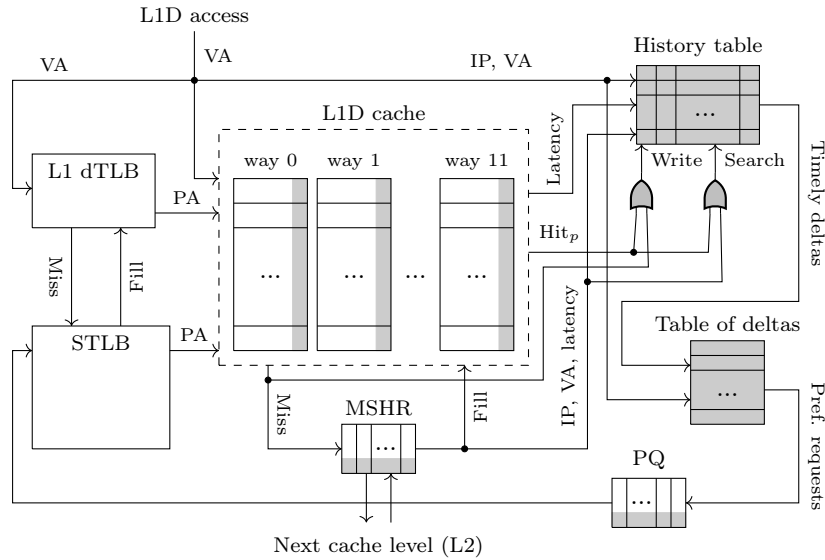 L1D access
VA
VA
IP, VA
History table
L1D cache
way 0
way 1
way 11
...
...
...
...
...
Latency
Write
Search
L1 dTLB
PA
Hitₚ
Timely deltas
Miss
Fill
STLB
PA
IP, VA, latency
Table of deltas
...
Miss
Fill
MSHR
...
Pref. requests
PQ
...
Next cache level (L2)